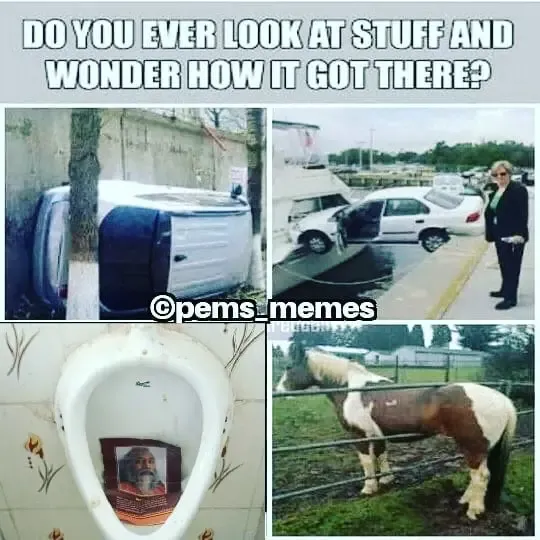 DO YOU EVER LOOK AT STUFF AND
WONDER HOW IT GOT THERE?
©pems_memes